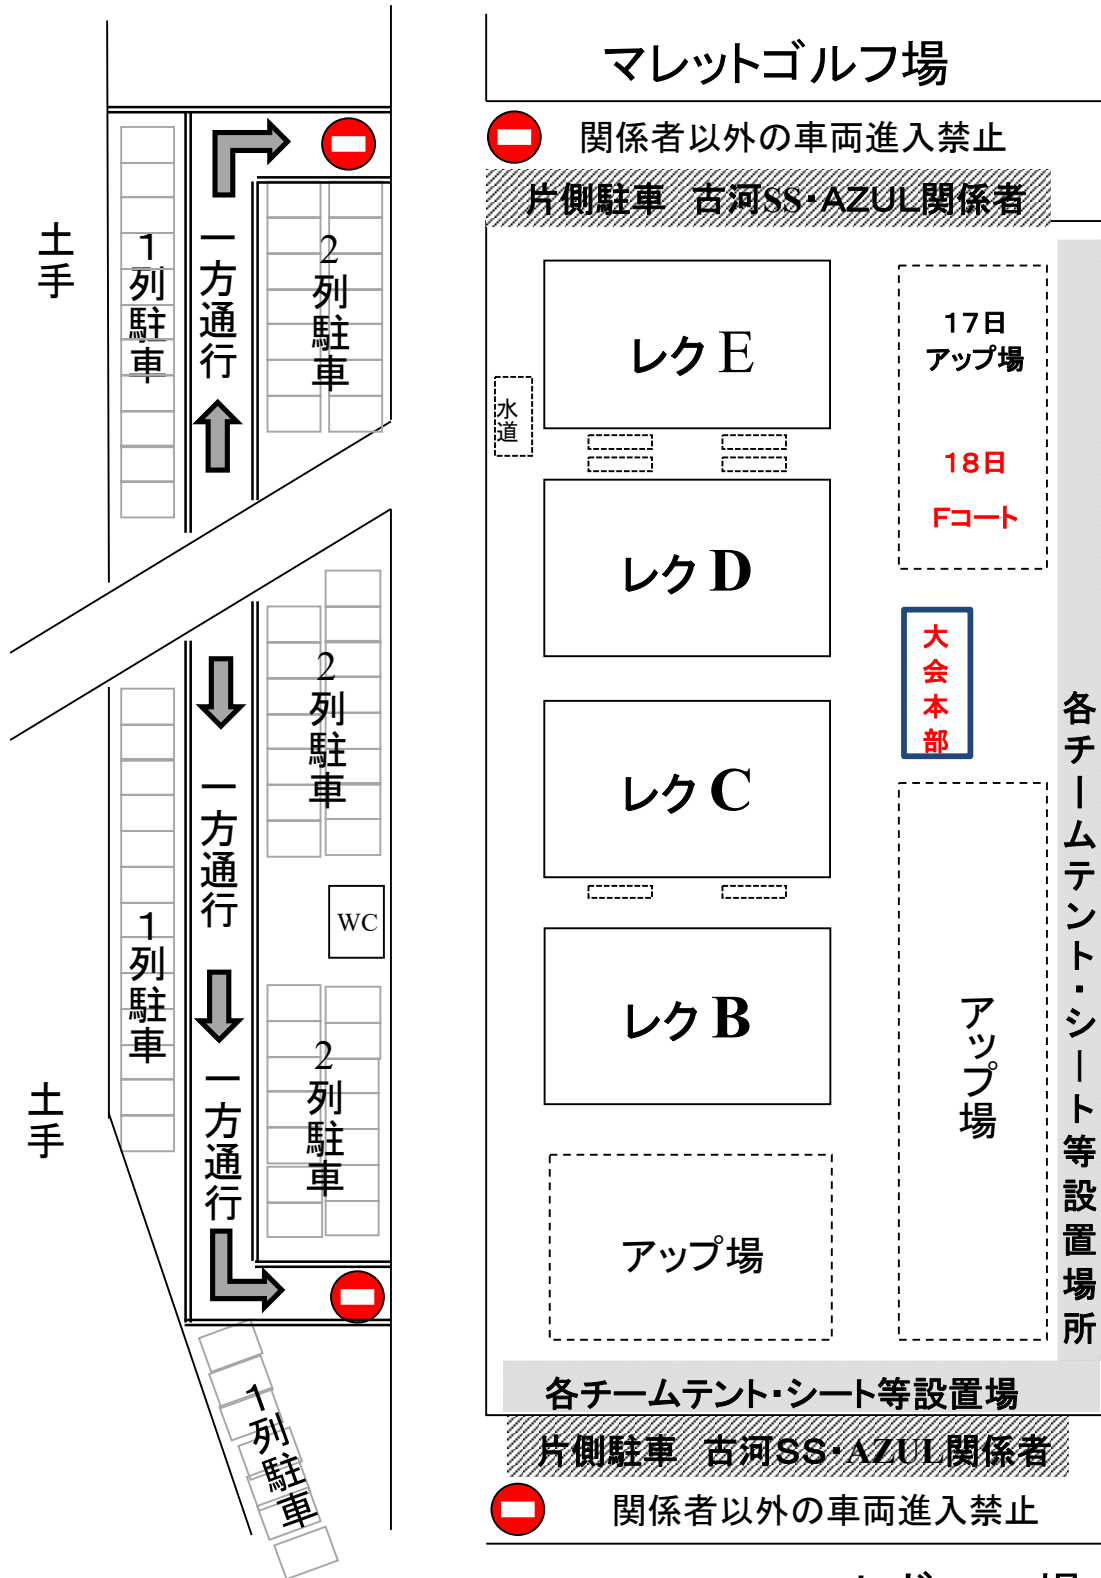 マレットゴルフ場
関係者以外の車両進入禁止
片側駐車　古河SS・AZUL関係者
土手
1列駐車
一方通行
2列駐車
レク E
17日
アップ場
水道
18日
Fコート
レク D
大会本部
2列駐車
各チームテント・シート等設置場所
一方通行
レク C
WC
1列駐車
レク B
アップ場
2列駐車
土手
一方通行
アップ場
各チームテント・シート等設置場
1列駐車
片側駐車　古河SS・AZUL関係者
関係者以外の車両進入禁止